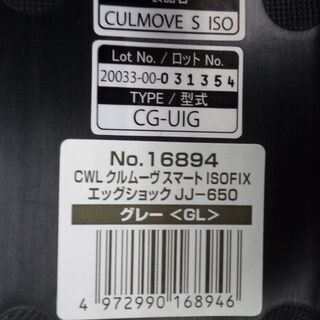 CULMOVE S ISO
Lot No. / ロット No.
20033-00-031354
TYPE / 型式
CG-UIG
No.16894
CWL クルムーヴ スマート ISOFIX
エッグショック JJ-650
グレー <GL>
4 972990 168946